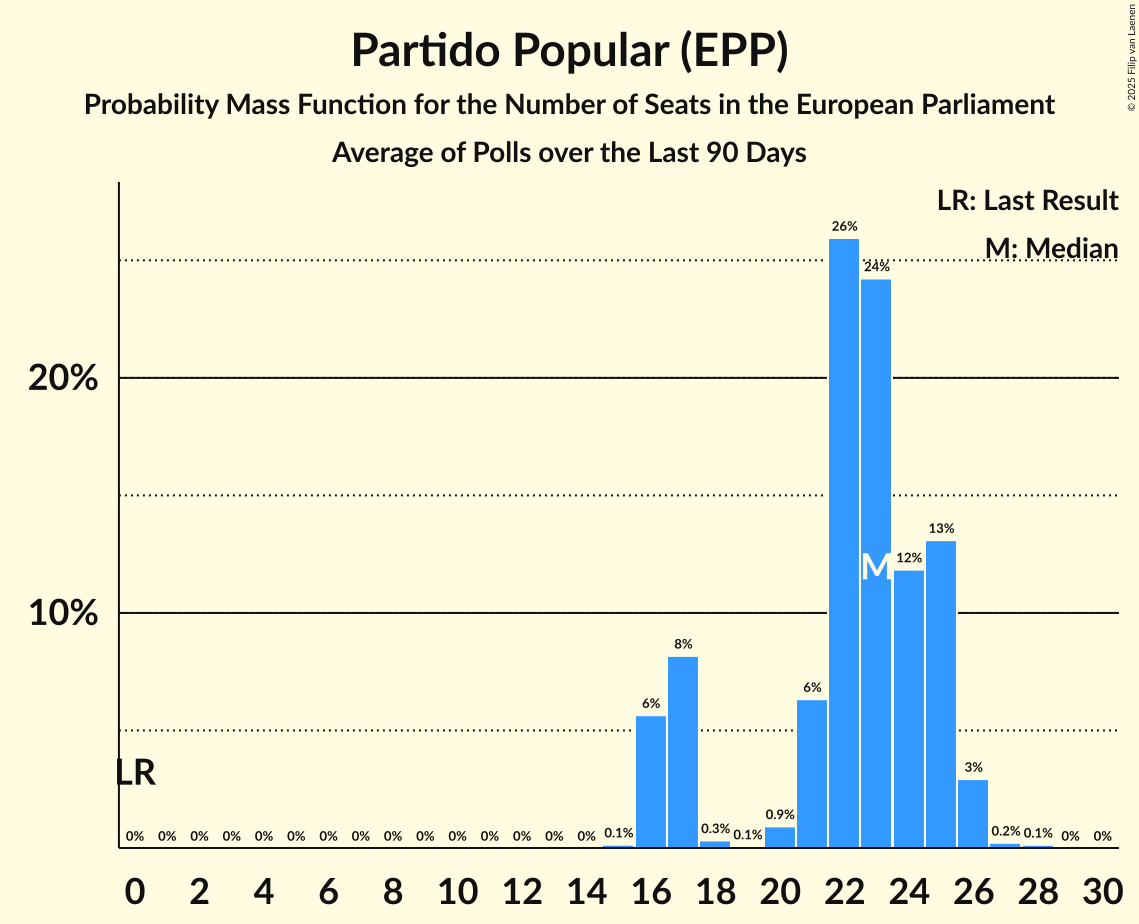 Partido Popular (EPP)
Probability Mass Function for the Number of Seats in the European Parliament
Average of Polls over the Last 90 Days
© 2025 Filip van Laenen
LR: Last Result
M: Median
26%
24%
20%
13%
M
12%
10%
8%
6%
6%
LR
3%
0% 0% 0% 0% 0% 0% 0% 0% 0% 0% 0% 0% 0% 0% 0% 0.1% 0.3% 0.1% 0.9% 0.2% 0.1% 0% 0%
0 2 4 6 8 10 12 14 16 18 20 22 24 26 28 30